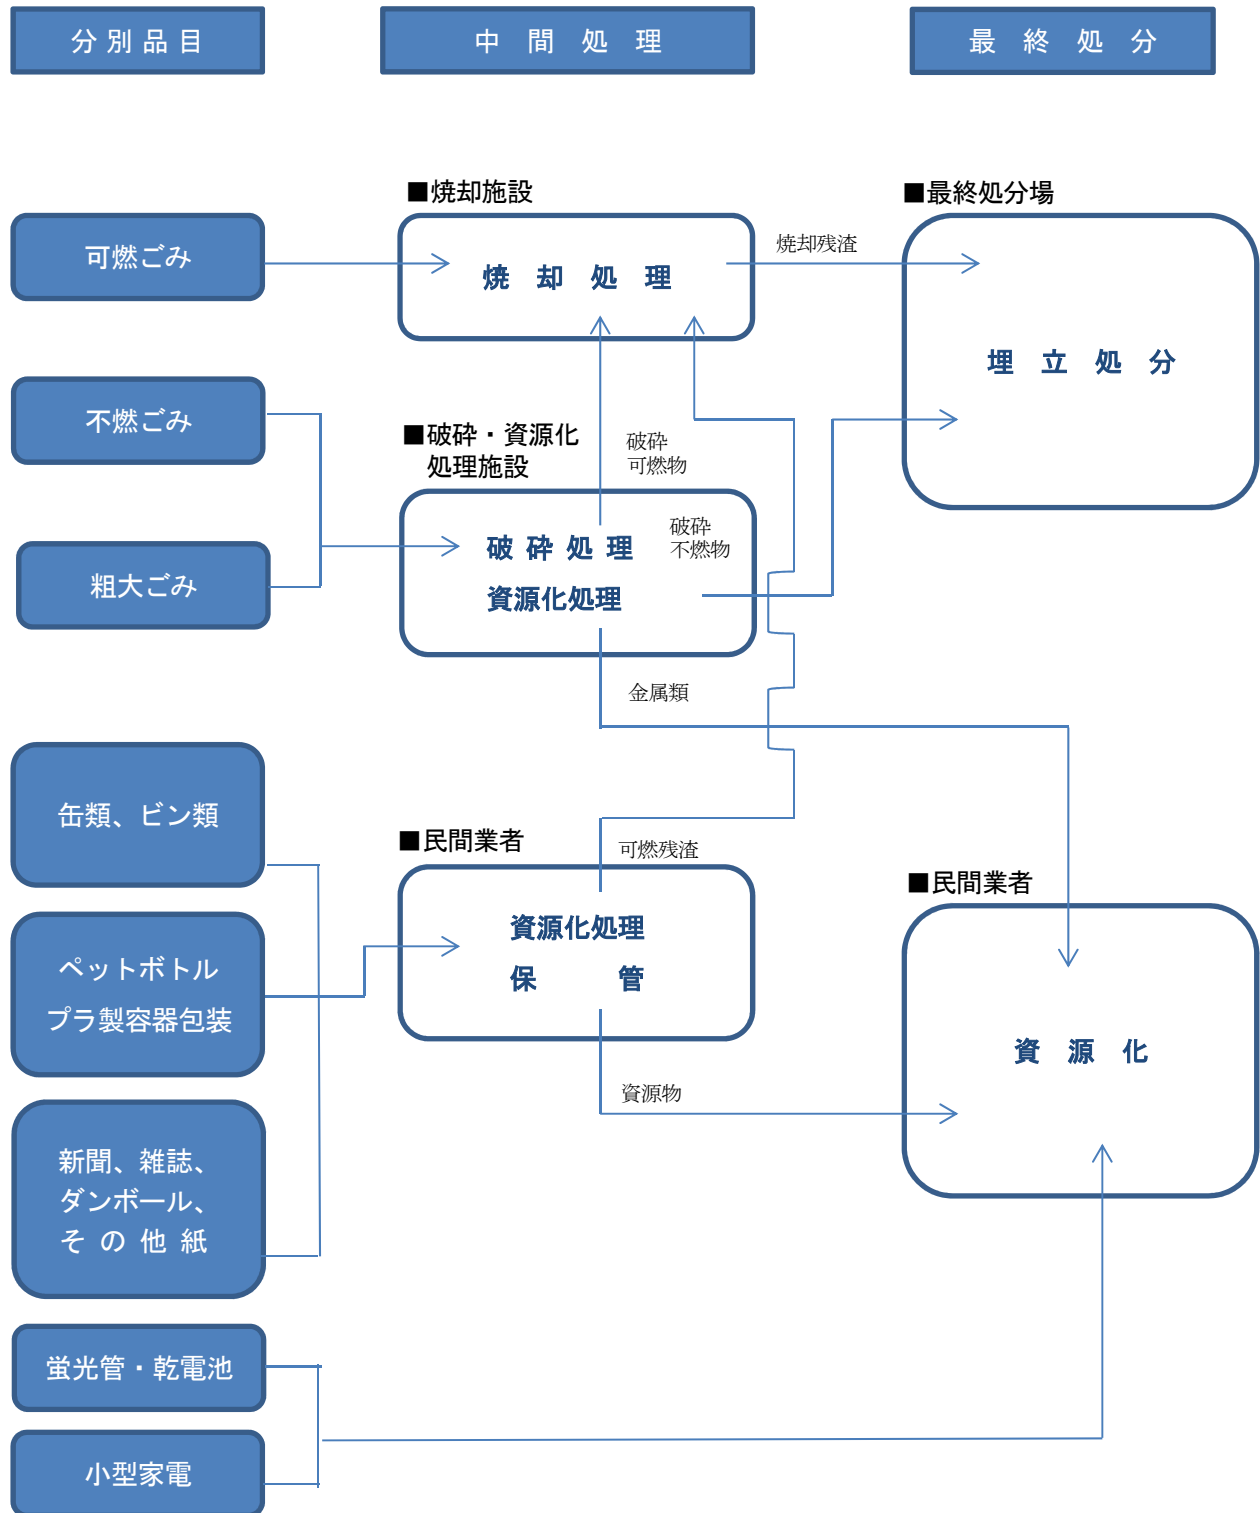 分別品目
中間処理
最終処分
■焼却施設
■最終処分場
可燃ごみ
焼却処理
焼却残渣
埋立処分
不燃ごみ
■破砕・資源化
処理施設
破砕
可燃物
破砕処理
資源化処理
破砕
不燃物
粗大ごみ
金属類
缶類、ビン類
■民間業者
可燃残渣
■民間業者
ペットボトル
プラ製容器包装
資源化処理
保管
資源化
資源物
新聞、雑誌、
ダンボール、
その他紙
蛍光管・乾電池
小型家電